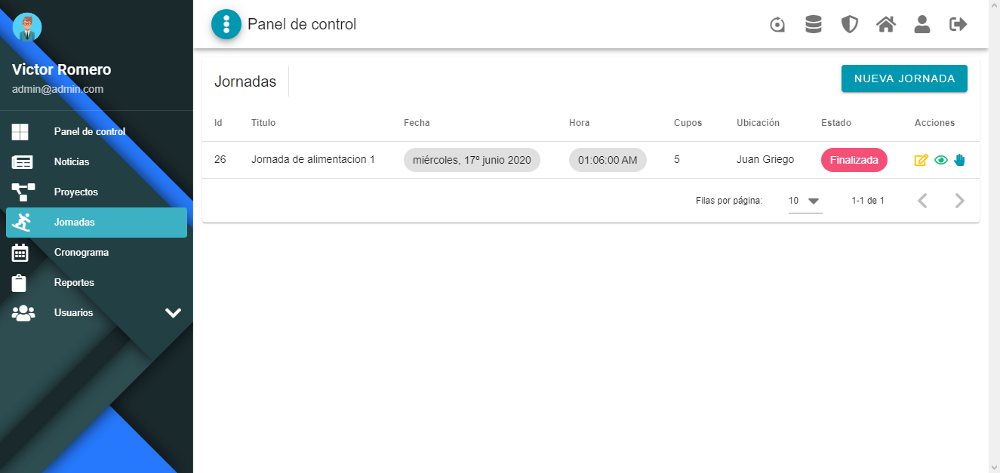 Victor Romero
admin@admin.com
Panel de control
Noticias
Proyectos
Jornadas
Cronograma
Reportes
Usuarios
Panel de control
Jornadas
NUEVA JORNADA
Id Titulo Fecha Hora Cupos Ubicación Estado Acciones
26 Jornada de alimentacion 1 miércoles, 17º junio 2020 01:06:00 AM 5 Juan Griego Finalizada
Filas por página: 10 1-1 de 1